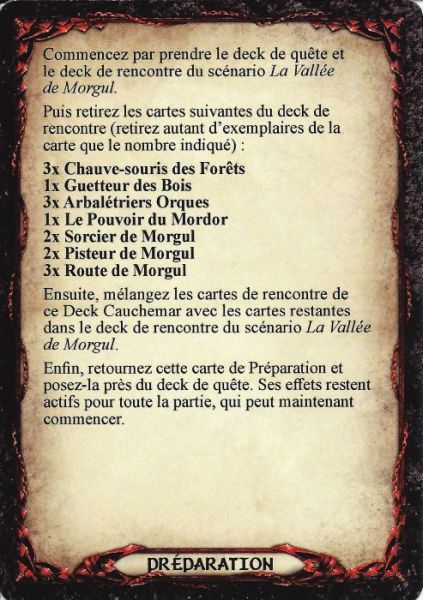 Commencez par prendre le deck de quête et
le deck de rencontre du scénario La Vallée
de Morgul.
Puis retirez les cartes suivantes du deck de
rencontre (retirez autant d'exemplaires de la
carte que le nombre indiqué) :
3x Chauve-souris des Forêts
1x Guetteur des Bois
3x Arbalétriers Orques
1x Le Pouvoir du Mordor
2x Sorcier de Morgul
2x Pisteur de Morgul
3x Route de Morgul
Ensuite, mélangez les cartes de rencontre de
ce Deck Cauchemar avec les cartes restantes
dans le deck de rencontre du scénario La Vallée
de Morgul.
Enfin, retournez cette carte de Préparation et
posez-la près du deck de quête. Ses effets restent
actifs pour toute la partie, qui peut maintenant
commencer.
PRÉPARATION